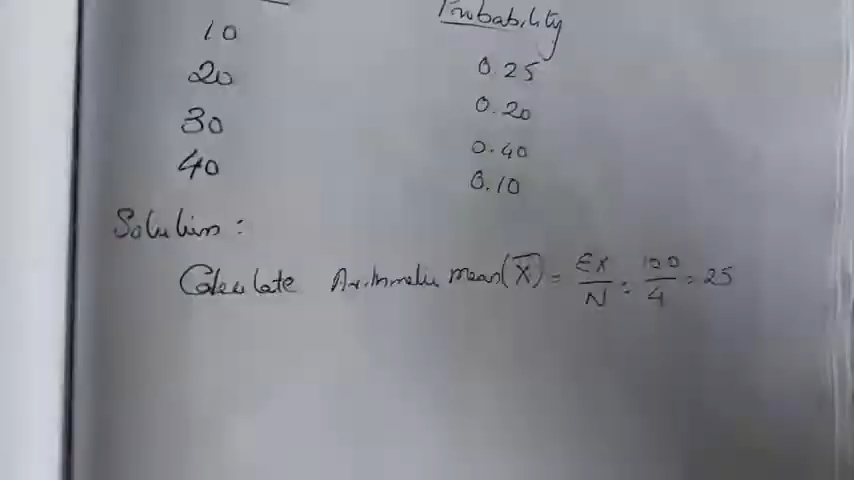 Probability
10 0.25
20 0.20
30 0.40
40 0.10
Solution:
Calculate Arithmetic mean (X̄) = ΣX/N = 100/4 = 25